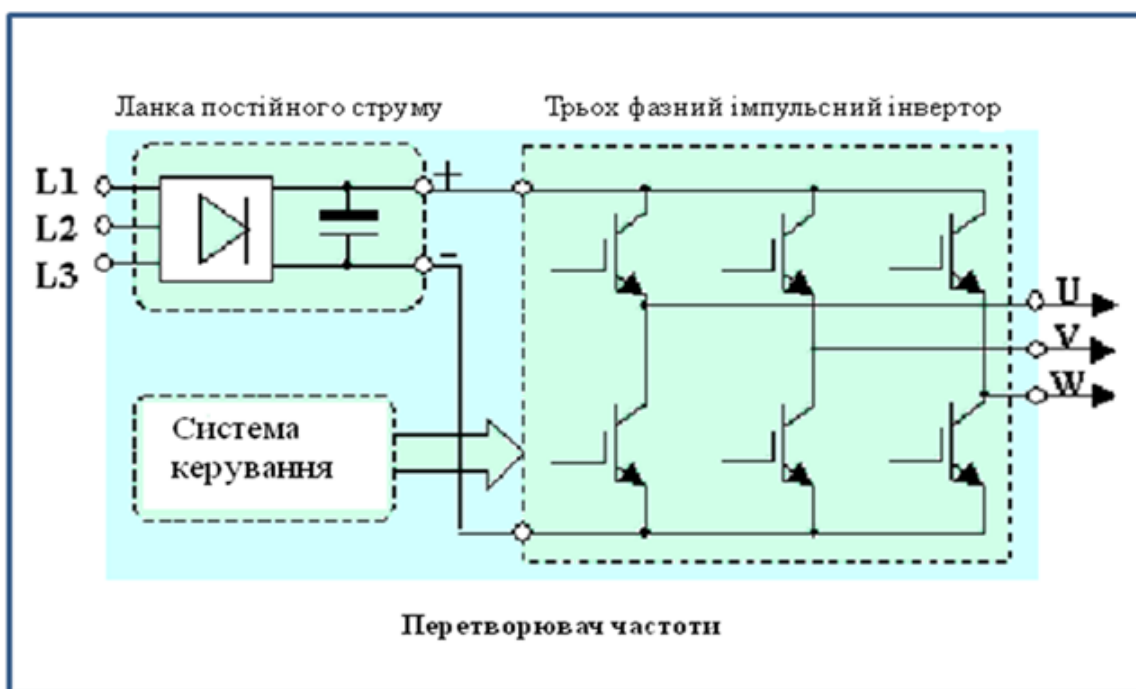 Ланка постійного струму
Трьох фазний імпульсний інвертор
L1
L2
L3
+
-
U
V
W
Система
керування
Перетворювач частоти